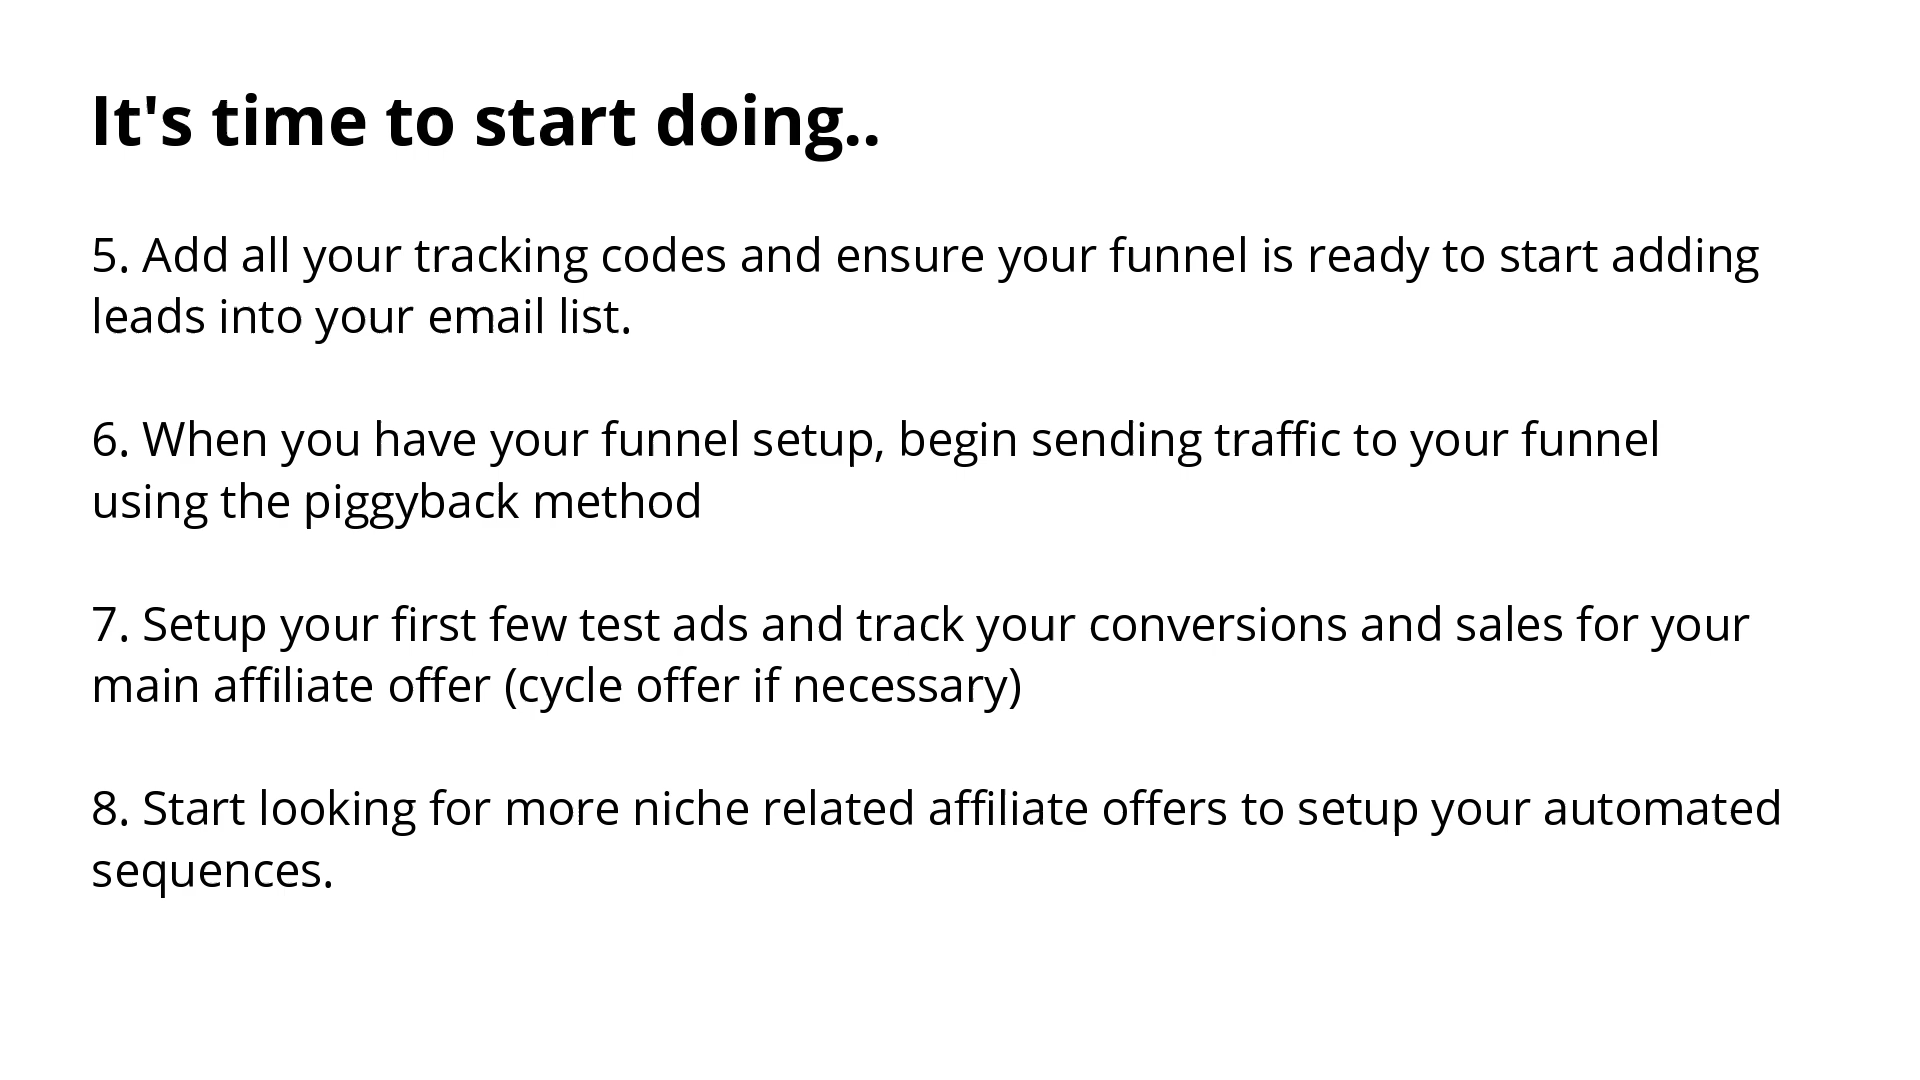 It's time to start doing..
5. Add all your tracking codes and ensure your funnel is ready to start adding
leads into your email list.
6. When you have your funnel setup, begin sending traffic to your funnel
using the piggyback method
7. Setup your first few test ads and track your conversions and sales for your
main affiliate offer (cycle offer if necessary)
8. Start looking for more niche related affiliate offers to setup your automated
sequences.